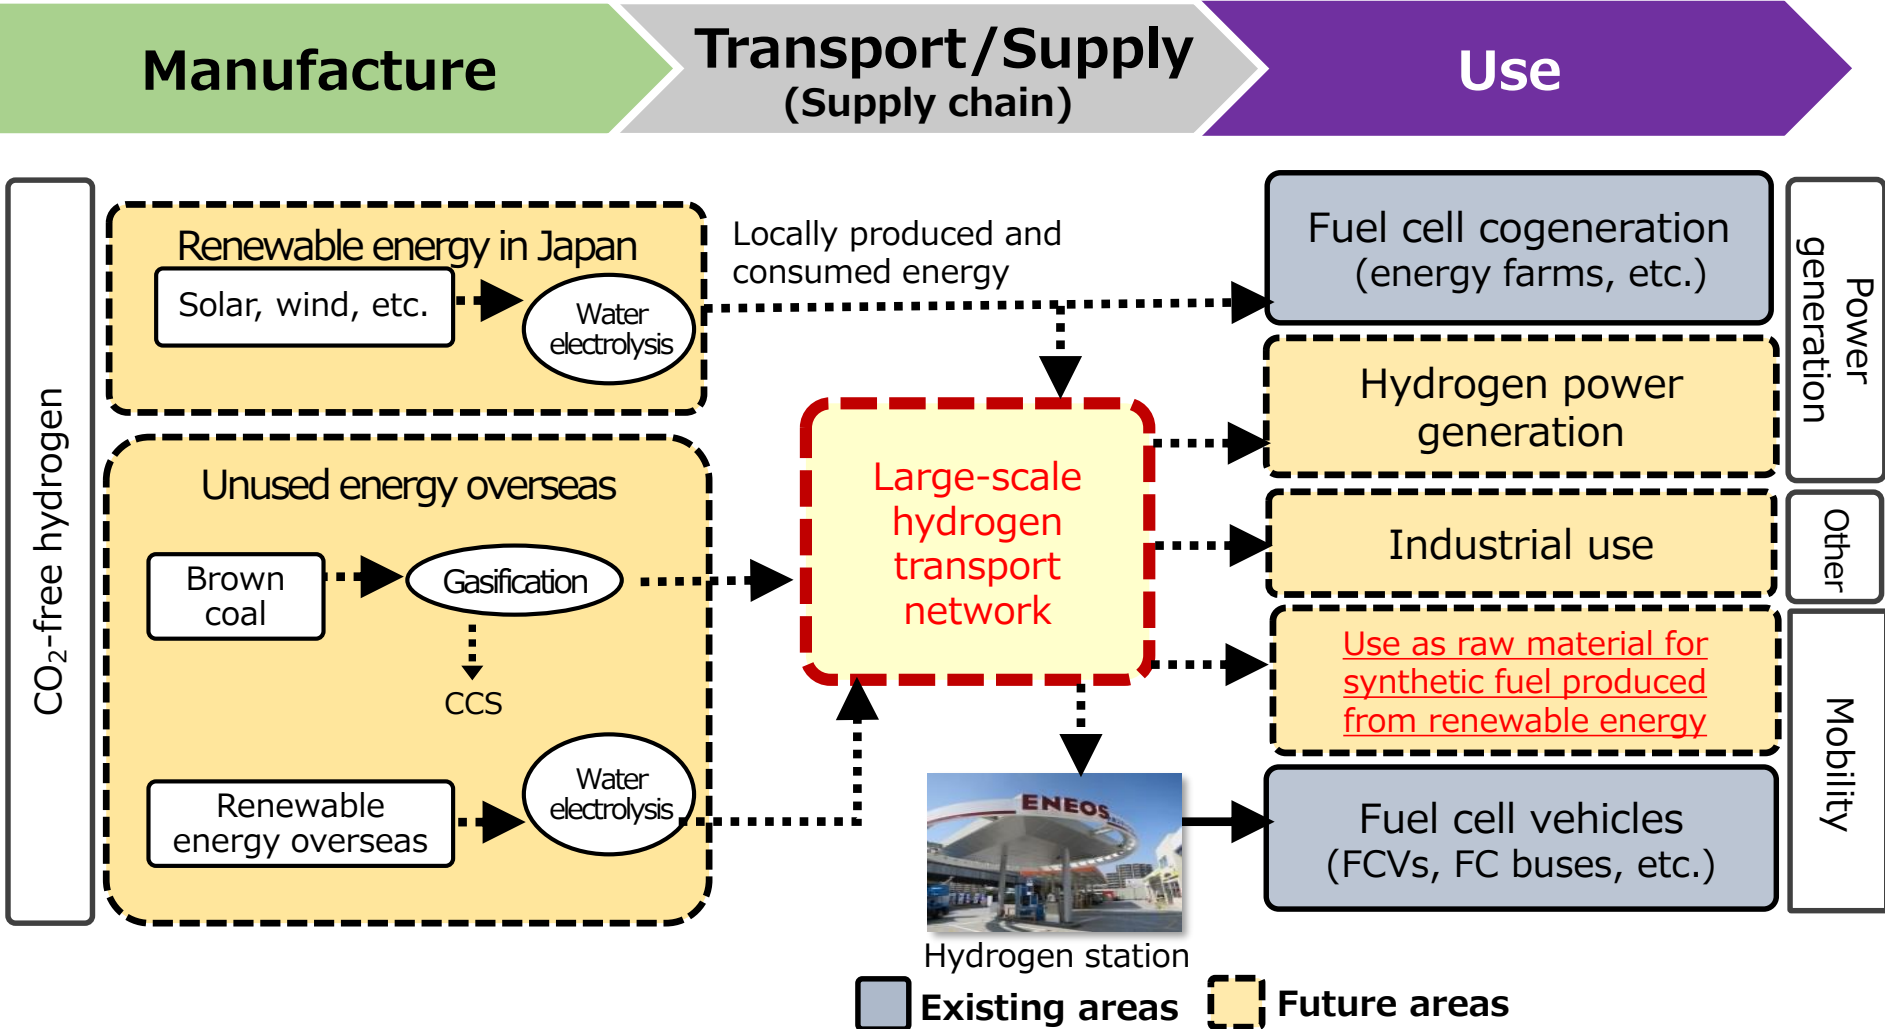 Manufacture
Transport/Supply
(Supply chain)
Use
CO₂-free hydrogen
Renewable energy in Japan
Solar, wind, etc.
Water
electrolysis
Locally produced and
consumed energy
Unused energy overseas
Brown
coal
Gasification
CCS
Renewable
energy overseas
Water
electrolysis
Large-scale
hydrogen
transport
network
ENEOS
Hydrogen station
Fuel cell cogeneration
(energy farms, etc.)
Hydrogen power
generation
Industrial use
Use as raw material for
synthetic fuel produced
from renewable energy
Fuel cell vehicles
(FCVs, FC buses, etc.)
Power
generation
Other
Mobility
Existing areas
Future areas